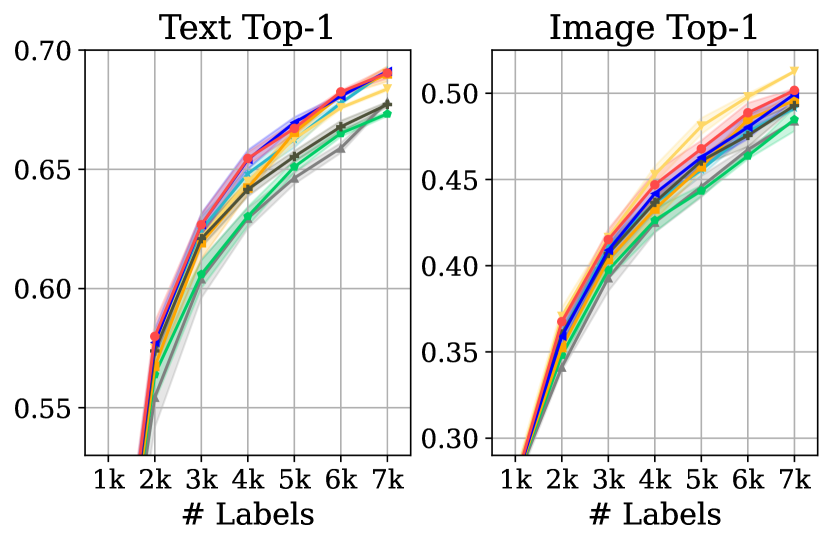 Text Top-1
0.70
0.65
0.60
0.55
1k 2k 3k 4k 5k 6k 7k
# Labels
Image Top-1
0.50
0.45
0.40
0.35
0.30
1k 2k 3k 4k 5k 6k 7k
# Labels